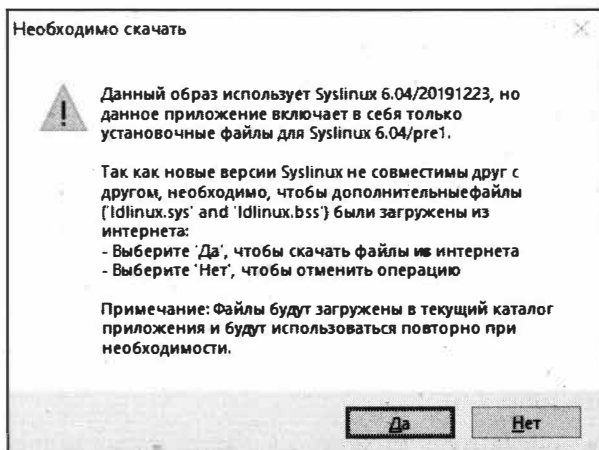 Необходимо скачать
Данный образ использует Syslinux 6.04/20191223, но
данное приложение включает в себя только
установочные файлы для Syslinux 6.04/pre1.
Так как новые версии Syslinux не совместимы друг с
другом, необходимо, чтобы дополнительныефайлы
('ldlinux.sys' and 'ldlinux.bss') были загружены из
интернета:
- Выберите 'Да', чтобы скачать файлы из интернета
- Выберите 'Нет', чтобы отменить операцию
Примечание: Файлы будут загружены в текущий каталог
приложения и будут использоваться повторно при
необходимости.
Да
Нет